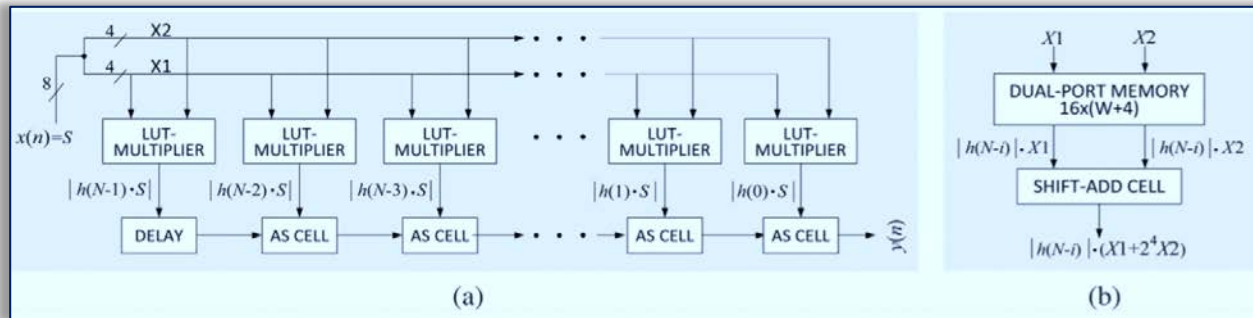 4 X2
4 X1
8
x(n)=S
LUT-MULTIPLIER
LUT-MULTIPLIER
LUT-MULTIPLIER
LUT-MULTIPLIER
LUT-MULTIPLIER
|h(N-1)·S|
|h(N-2)·S|
|h(N-3)·S|
|h(1)·S|
|h(0)·S|
DELAY
AS CELL
AS CELL
AS CELL
AS CELL
y(n)
(a)
X1 X2
DUAL-PORT MEMORY
16x(W+4)
|h(N-i)|·X1 |h(N-i)|·X2
SHIFT-ADD CELL
|h(N-i)|·(X1+2⁴X2)
(b)